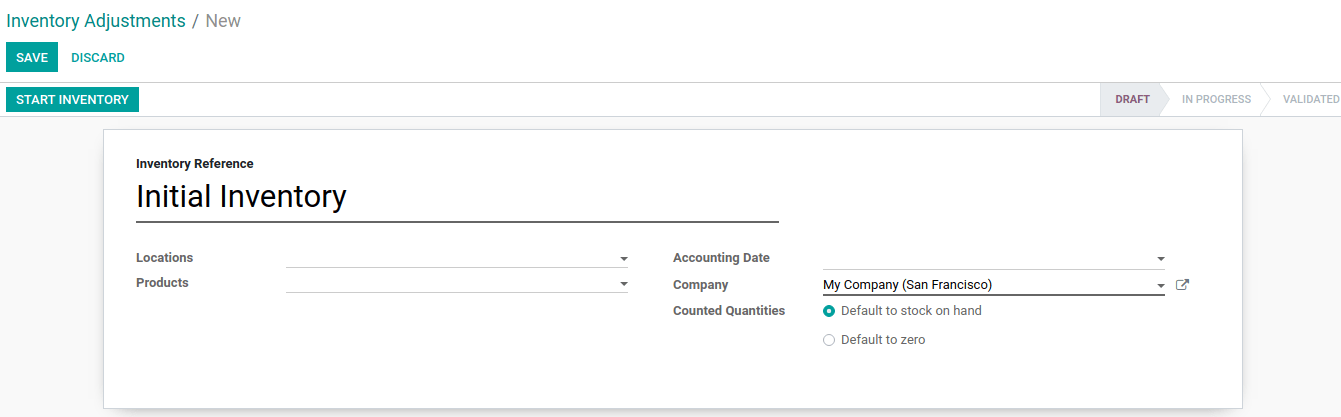 Inventory Adjustments / New
SAVE DISCARD
START INVENTORY DRAFT IN PROGRESS VALIDATED
Inventory Reference
Initial Inventory
Locations Accounting Date
Products Company My Company (San Francisco)
Counted Quantities Default to stock on hand
Default to zero